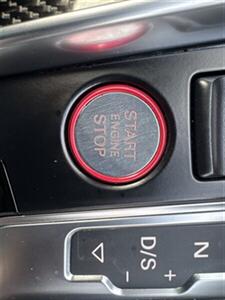 START
ENGINE
STOP
N
D/S
+
-